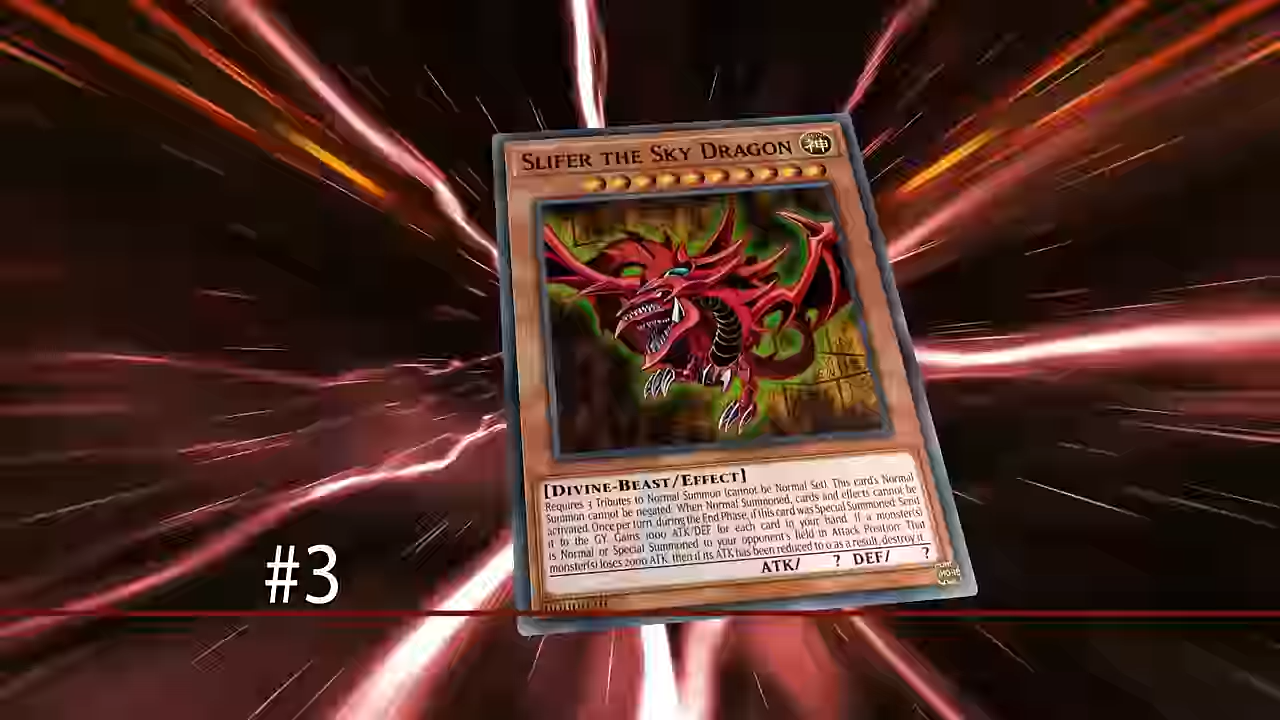 SLIFER THE SKY DRAGON 神
[DIVINE-BEAST/EFFECT]
Requires 3 Tributes to Normal Summon (cannot be Normal Set). This card's Normal
Summon cannot be negated. When Normal Summoned, cards and effects cannot be
activated. Once per turn, during the End Phase, if this card was Special Summoned: Send
it to the GY. Gains 1000 ATK/DEF for each card in your hand. If a monster(s)
is Normal or Special Summoned to your opponent's field in Attack Position: That
monster(s) loses 2000 ATK, then if its ATK has been reduced to 0 as a result, destroy it.
ATK/ ? DEF/ ?
#3